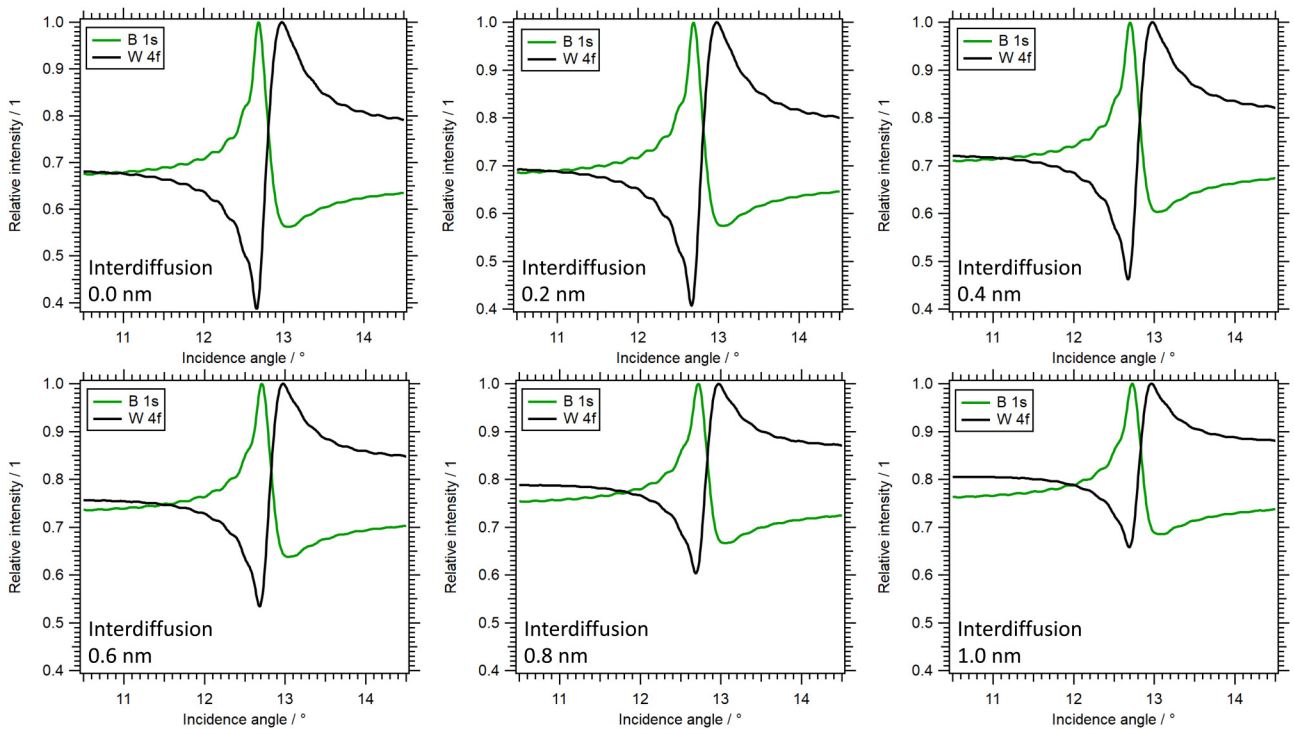 1.0
0.9
0.8
0.7
0.6
0.5
0.4
Relative intensity / 1
B 1s
W 4f
Interdiffusion
0.0 nm
11 12 13 14
Incidence angle / °
1.0
0.9
0.8
0.7
0.6
0.5
0.4
Relative intensity / 1
B 1s
W 4f
Interdiffusion
0.2 nm
11 12 13 14
Incidence angle / °
1.0
0.9
0.8
0.7
0.6
0.5
0.4
Relative intensity / 1
B 1s
W 4f
Interdiffusion
0.4 nm
11 12 13 14
Incidence angle / °
1.0
0.9
0.8
0.7
0.6
0.5
0.4
Relative intensity / 1
B 1s
W 4f
Interdiffusion
0.6 nm
11 12 13 14
Incidence angle / °
1.0
0.9
0.8
0.7
0.6
0.5
0.4
Relative intensity / 1
B 1s
W 4f
Interdiffusion
0.8 nm
11 12 13 14
Incidence angle / °
1.0
0.9
0.8
0.7
0.6
0.5
0.4
Relative intensity / 1
B 1s
W 4f
Interdiffusion
1.0 nm
11 12 13 14
Incidence angle / °